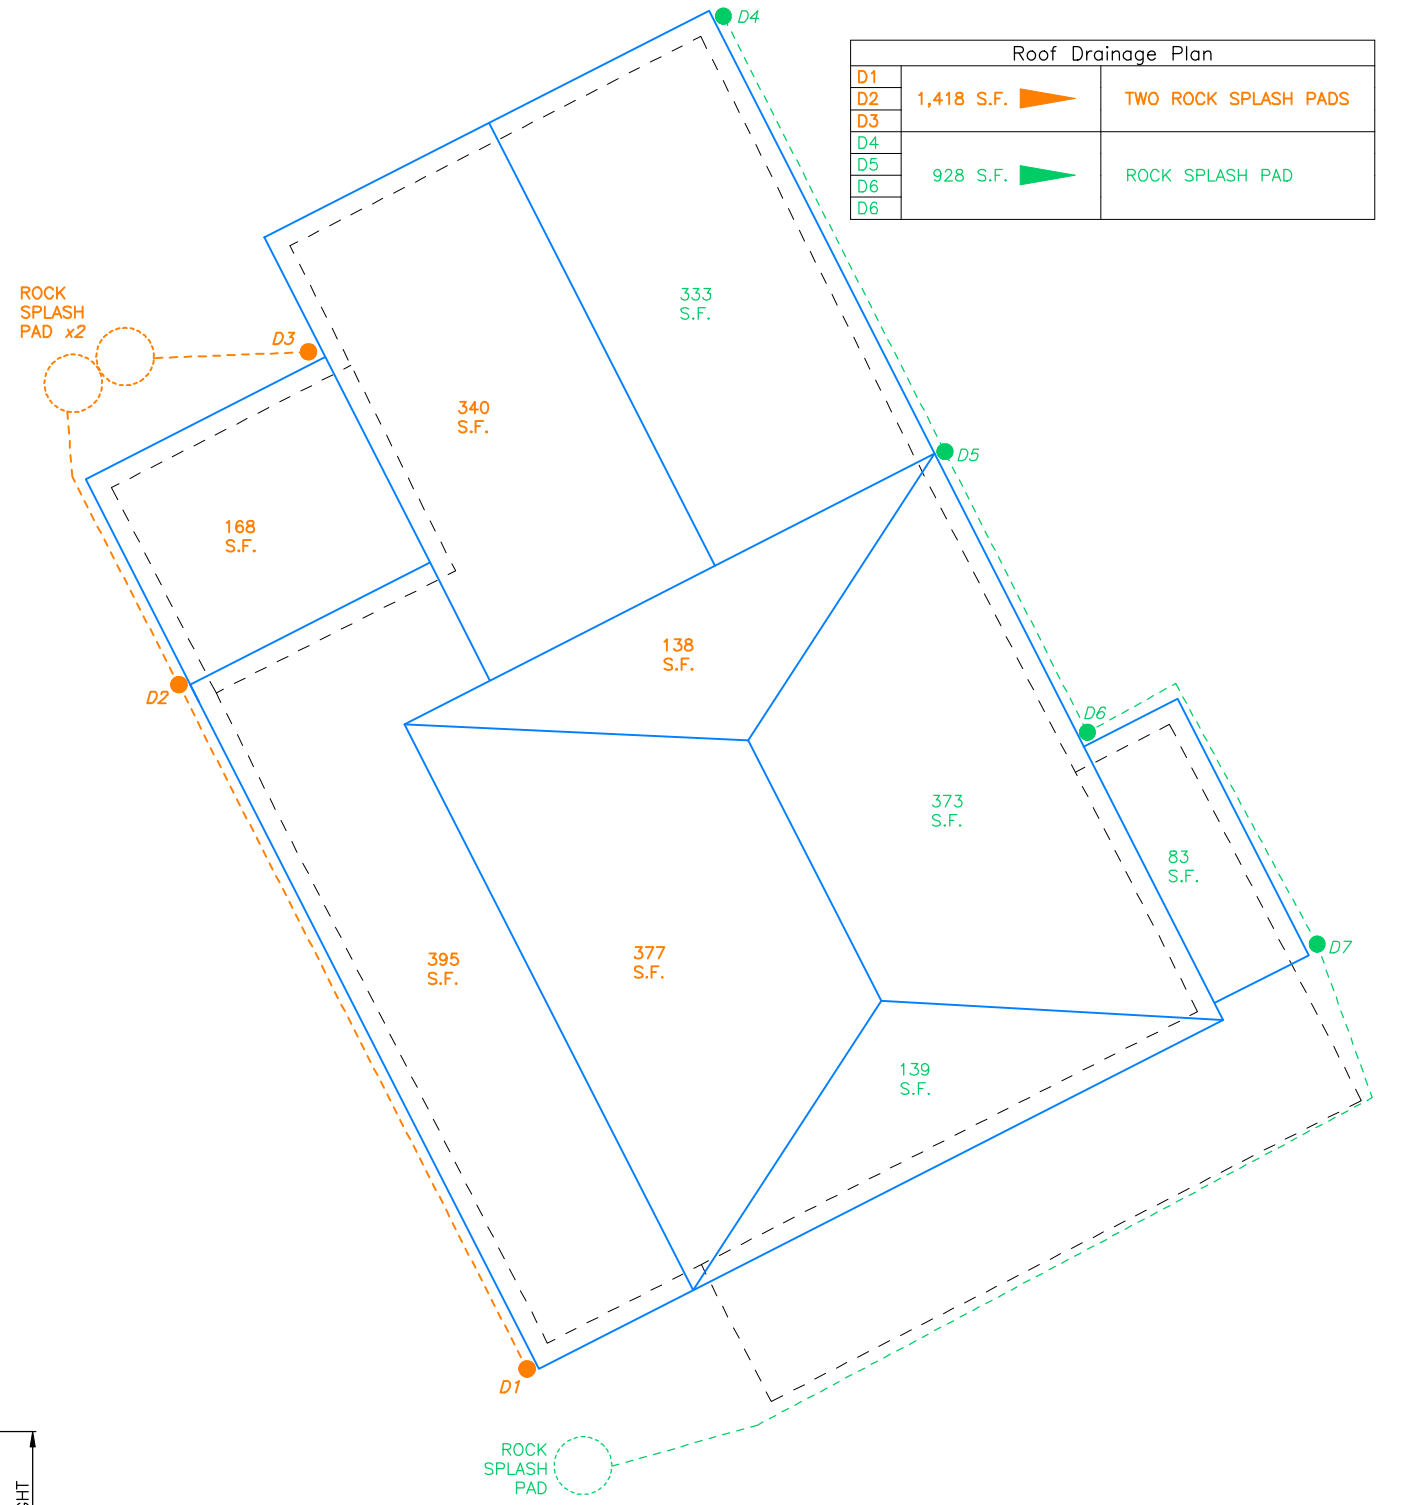 D4
Roof Drainage Plan
D1
D2 1,418 S.F. TWO ROCK SPLASH PADS
D3
D4
D5
928 S.F. ROCK SPLASH PAD
D6
D6
ROCK
SPLASH
PAD x2
D3
333
S.F.
340
S.F.
D5
168
S.F.
138
S.F.
D2
D6
373
S.F.
83
S.F.
395
S.F.
377
S.F.
D7
139
S.F.
D1
ROCK
SPLASH
PAD